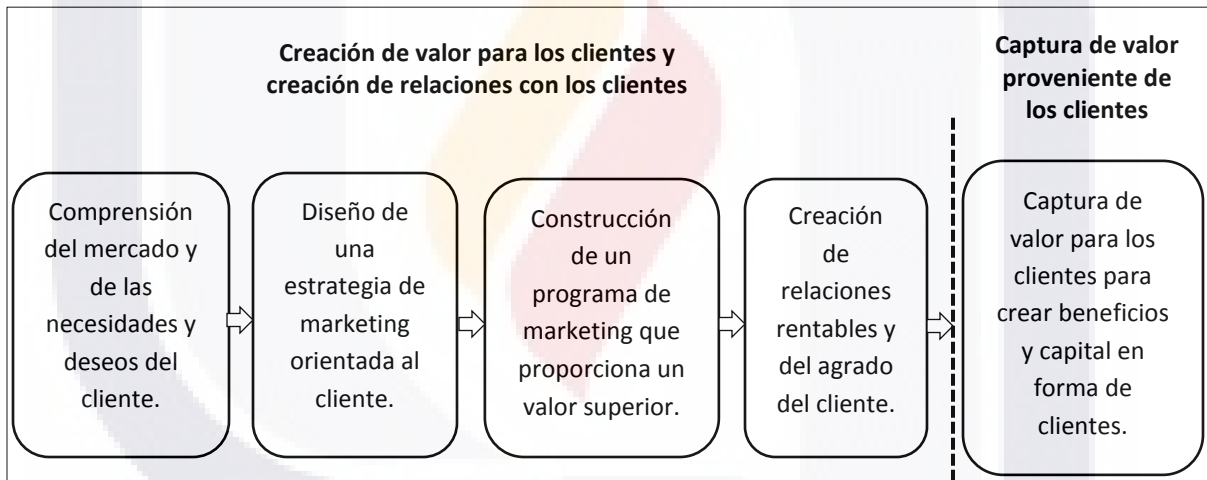 Creación de valor para los clientes y
creación de relaciones con los clientes
Captura de valor
proveniente de
los clientes
Comprensión
del mercado y
de las
necesidades y
deseos del
cliente.
Diseño de
una
estrategia de
marketing
orientada al
cliente.
Construcción
de un
programa de
marketing que
proporciona un
valor superior.
Creación
de
relaciones
rentables y
del agrado
del cliente.
Captura de
valor para los
clientes para
crear beneficios
y capital en
forma de
clientes.